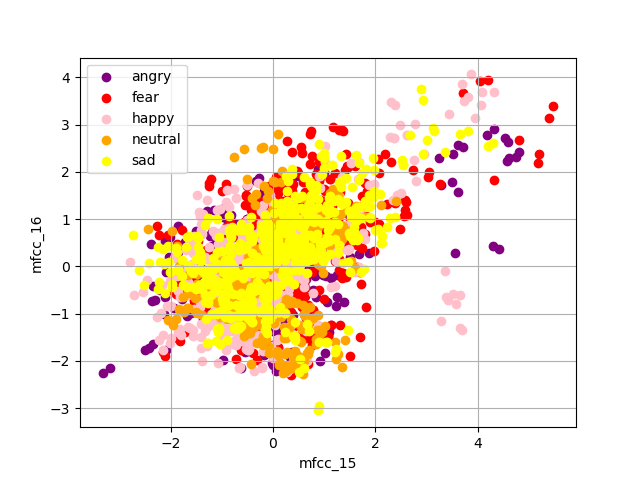 angry
fear
happy
neutral
sad
4
3
2
1
0
−1
−2
−3
mfcc_16
−2
0
2
4
mfcc_15